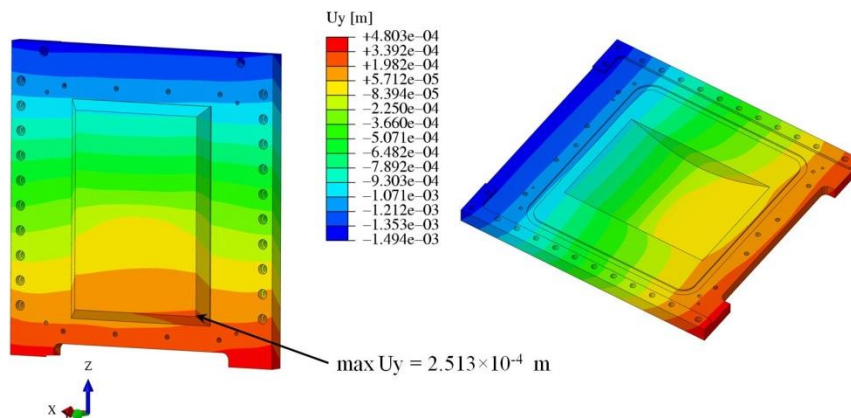 Uy [m]
+4.803e−04
+3.392e−04
+1.982e−04
+5.712e−05
−8.394e−05
−2.250e−04
−3.660e−04
−5.071e−04
−6.482e−04
−7.892e−04
−9.303e−04
−1.071e−03
−1.212e−03
−1.353e−03
−1.494e−03
max Uy = 2.513×10⁻⁴ m
Z
X